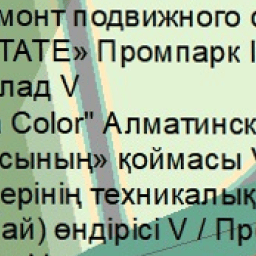 монт подвижного с
TATE» Промпарк I
лад V
Color" Алматинск
сының» қоймасы V
ерінің техникалық
ай) өндірісі V / Пр